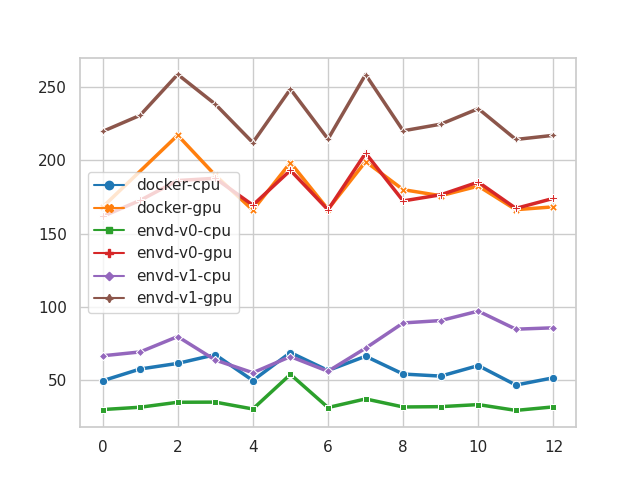 250
200
150
100
50
docker-cpu
docker-gpu
envd-v0-cpu
envd-v0-gpu
envd-v1-cpu
envd-v1-gpu
0 2 4 6 8 10 12